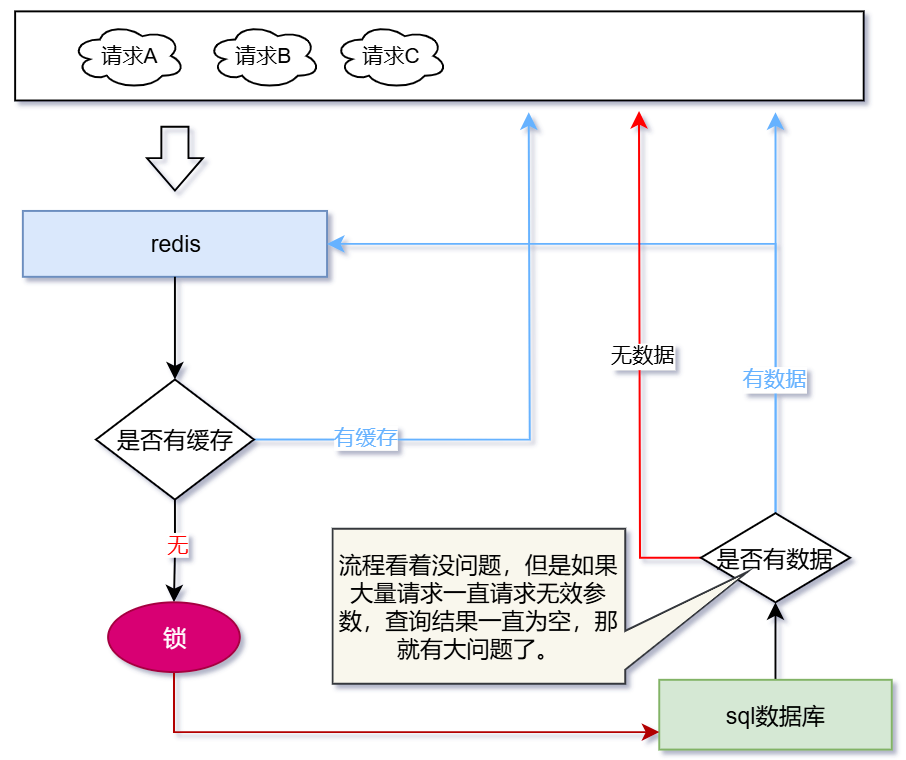 请求A
请求B
请求C
redis
无数据
有数据
是否有缓存
有缓存
无
流程看着没问题，但是如果
大量请求一直请求无效参
数，查询结果一直为空，那
就有大问题了。
是否有数据
锁
sql数据库